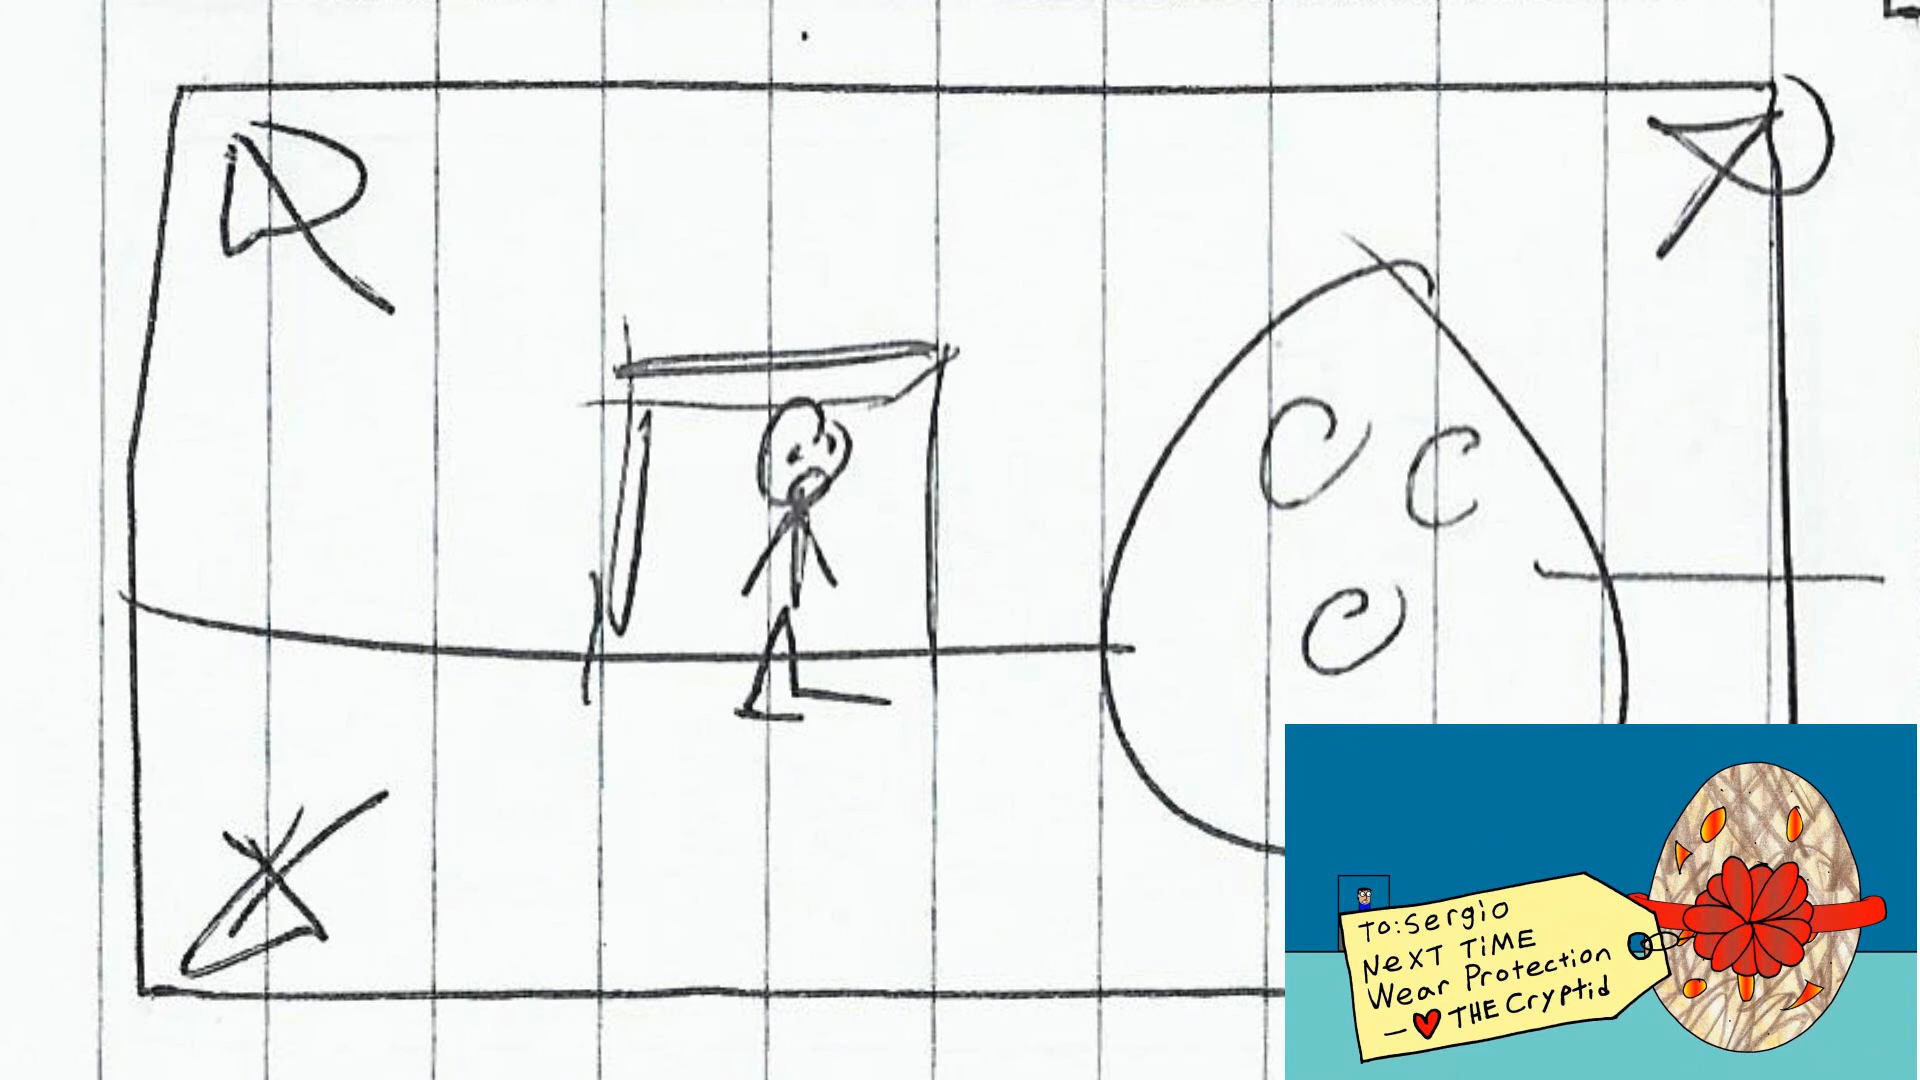 To: Sergio
NeXT TiME
Wear Protection
- ♥ THE Cryptid